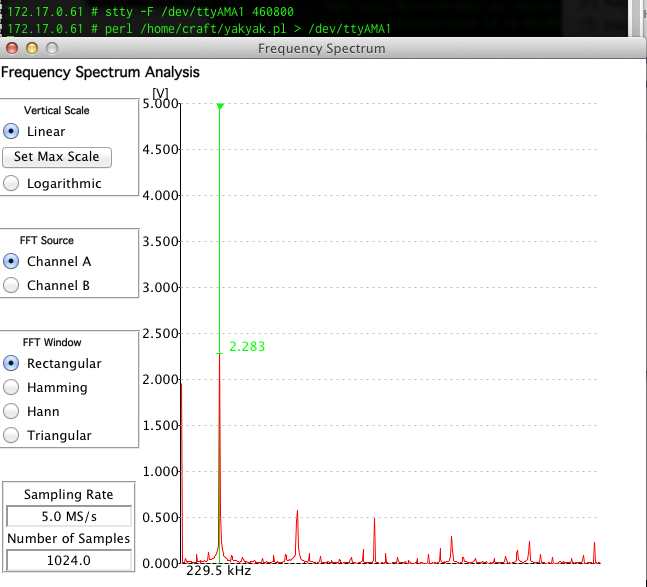 172.17.0.61 # stty -F /dev/ttyAMA1 460800
172.17.0.61 # perl /home/craft/yakyak.pl > /dev/ttyAMA1
Frequency Spectrum
Frequency Spectrum Analysis
Vertical Scale
Linear
Set Max Scale
Logarithmic
FFT Source
Channel A
Channel B
FFT Window
Rectangular
Hamming
Hann
Triangular
Sampling Rate
5.0 MS/s
Number of Samples
1024.0
[V]
5.000
4.500
4.000
3.500
3.000
2.500
2.283
2.000
1.500
1.000
0.500
0.000
229.5 kHz